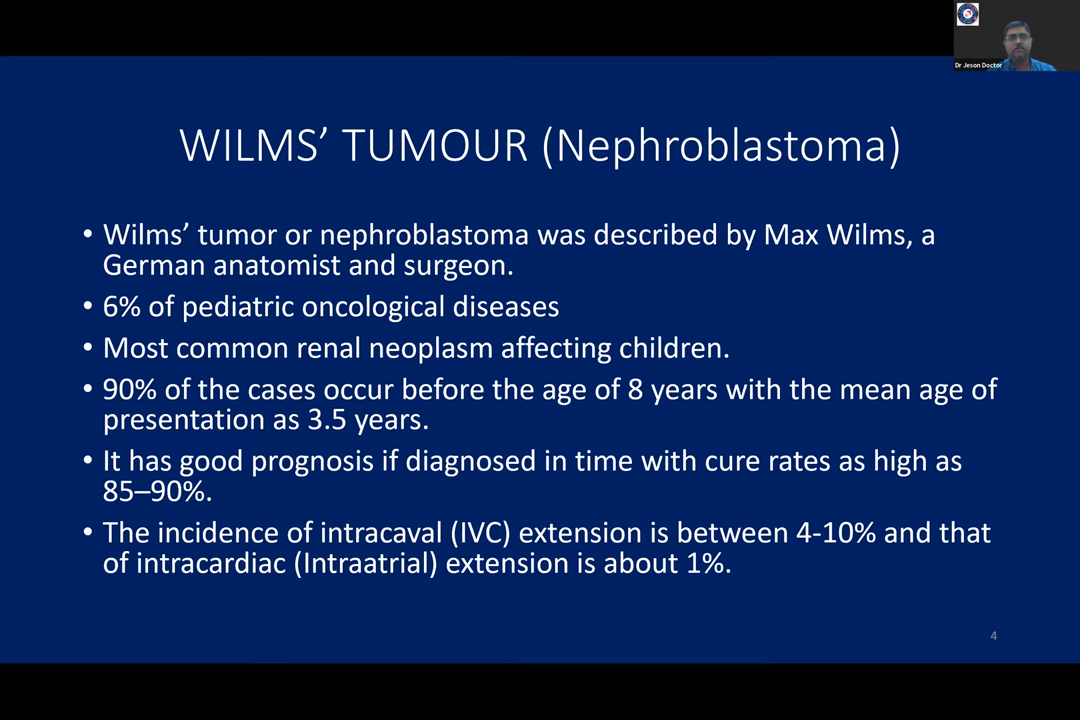 Dr Jeson Doctor
WILMS’ TUMOUR (Nephroblastoma)
• Wilms’ tumor or nephroblastoma was described by Max Wilms, a
German anatomist and surgeon.
• 6% of pediatric oncological diseases
• Most common renal neoplasm affecting children.
• 90% of the cases occur before the age of 8 years with the mean age of
presentation as 3.5 years.
• It has good prognosis if diagnosed in time with cure rates as high as
85–90%.
• The incidence of intracaval (IVC) extension is between 4-10% and that
of intracardiac (Intraatrial) extension is about 1%.
4